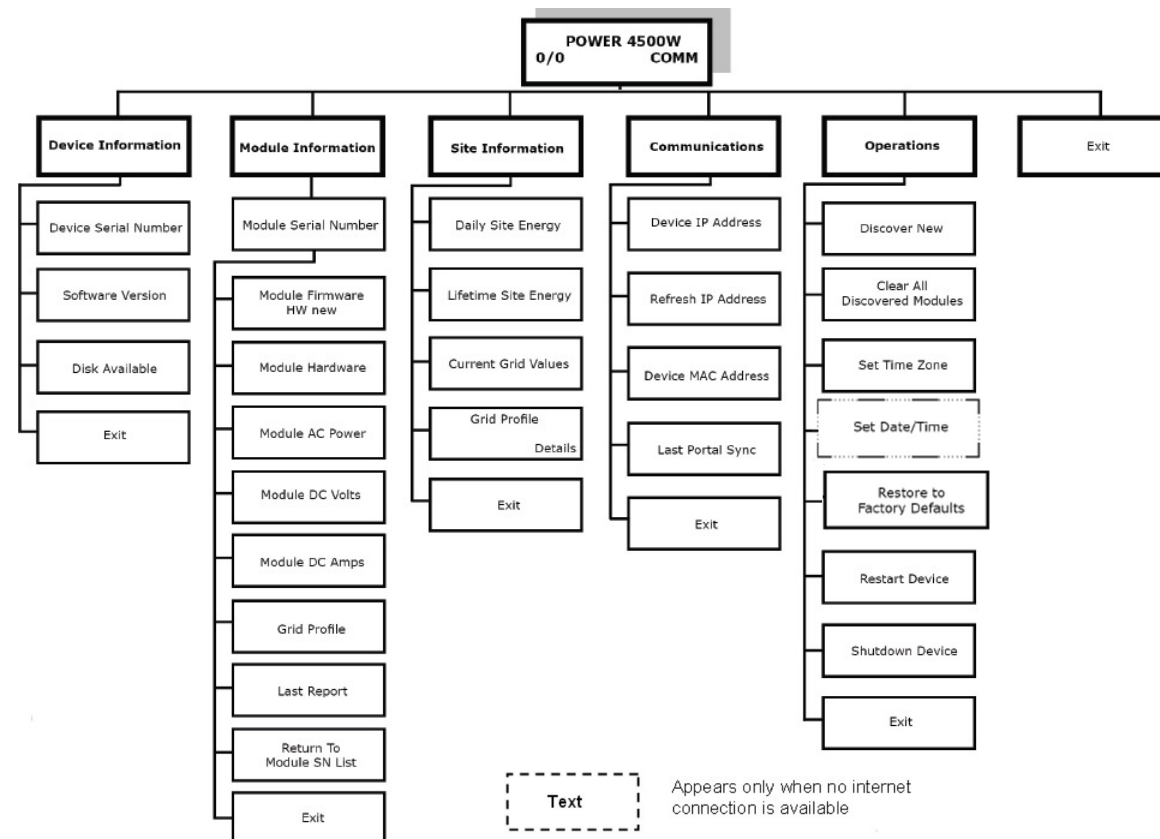 POWER 4500W
0/0 COMM
Device Information
Module Information
Site Information
Communications
Operations
Exit
Device Serial Number
Software Version
Disk Available
Exit
Module Serial Number
Module Firmware
HW new
Module Hardware
Module AC Power
Module DC Volts
Module DC Amps
Grid Profile
Last Report
Return To
Module SN List
Exit
Daily Site Energy
Lifetime Site Energy
Current Grid Values
Grid Profile
Details
Exit
Device IP Address
Refresh IP Address
Device MAC Address
Last Portal Sync
Exit
Discover New
Clear All
Discovered Modules
Set Time Zone
Set Date/Time
Restore to
Factory Defaults
Restart Device
Shutdown Device
Exit
Text
Appears only when no internet
connection is available